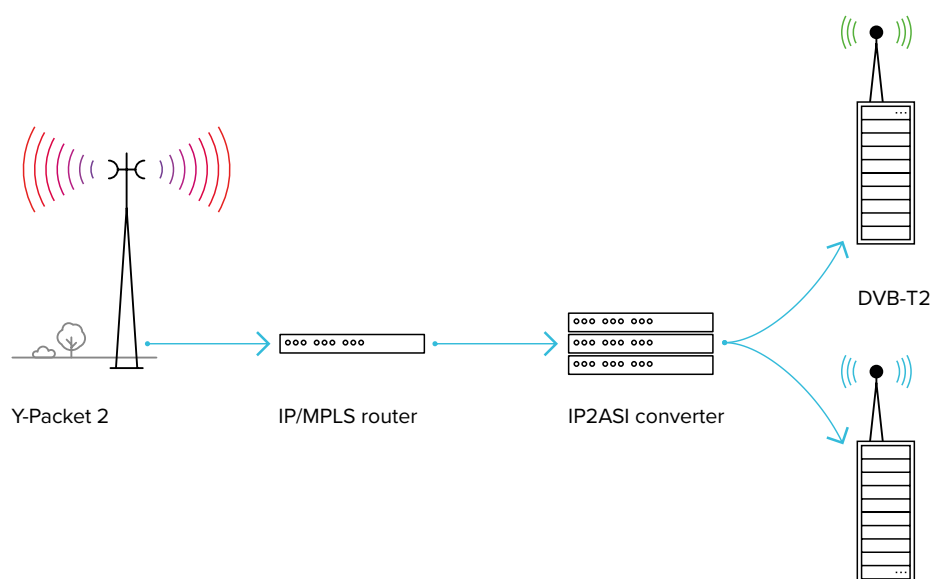 DVB-T2
Y-Packet 2
IP/MPLS router
IP2ASI converter